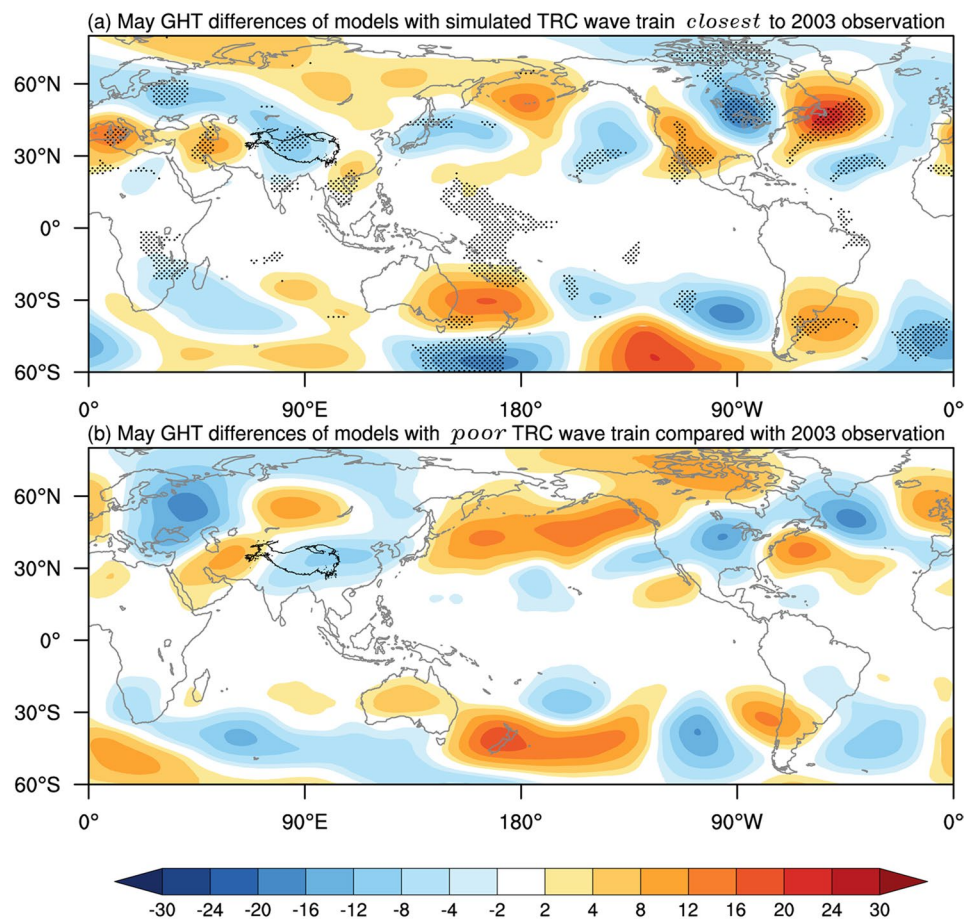 (a) May GHT differences of models with simulated TRC wave train closest to 2003 observation
60°N
30°N
0°
30°S
60°S
0° 90°E 180° 90°W 0°
(b) May GHT differences of models with poor TRC wave train compared with 2003 observation
60°N
30°N
0°
30°S
60°S
0° 90°E 180° 90°W 0°
-30 -24 -20 -16 -12 -8 -4 -2 2 4 8 12 16 20 24 30